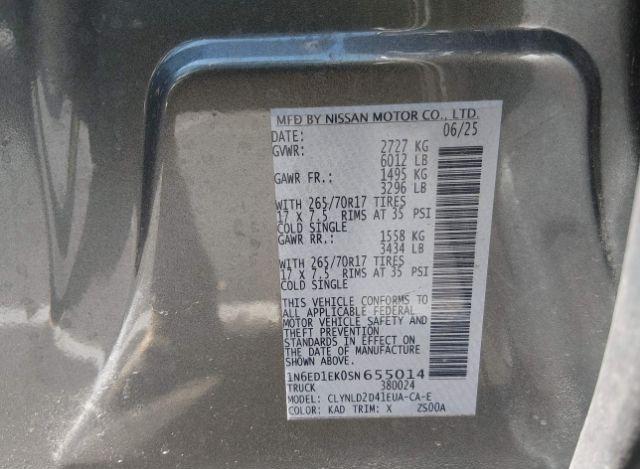 MFD BY NISSAN MOTOR CO., LTD.
DATE: 06/25
GVWR: 2727 KG
6012 LB
GAWR FR.: 1495 KG
3296 LB
WITH 265/70R17 TIRES
17 X 7.5 RIMS AT 35 PSI
COLD SINGLE
GAWR RR.: 1558 KG
3434 LB
WITH 265/70R17 TIRES
17 X 7.5 RIMS AT 35 PSI
COLD SINGLE
THIS VEHICLE CONFORMS TO
ALL APPLICABLE FEDERAL
MOTOR VEHICLE SAFETY AND
THEFT PREVENTION
STANDARDS IN EFFECT ON
THE DATE OF MANUFACTURE
SHOWN ABOVE.
1N6ED1EK0SN655014
TRUCK 380024
MODEL: CLYNLD2D41EUA-CA-E
COLOR: KAD TRIM: X ZS00A